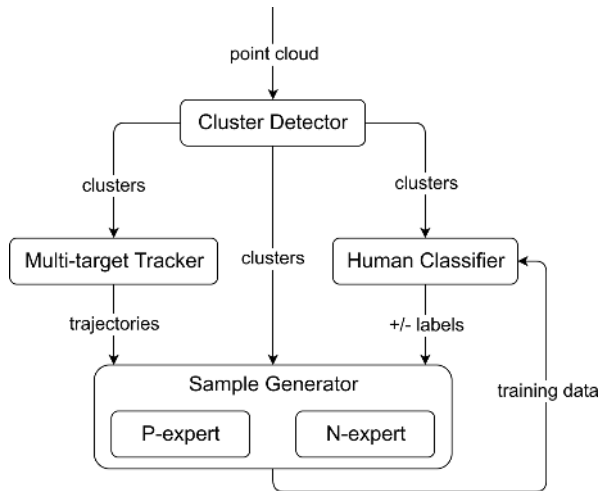 point cloud
Cluster Detector
clusters
clusters
clusters
Multi-target Tracker
Human Classifier
trajectories
+/- labels
Sample Generator
training data
P-expert
N-expert